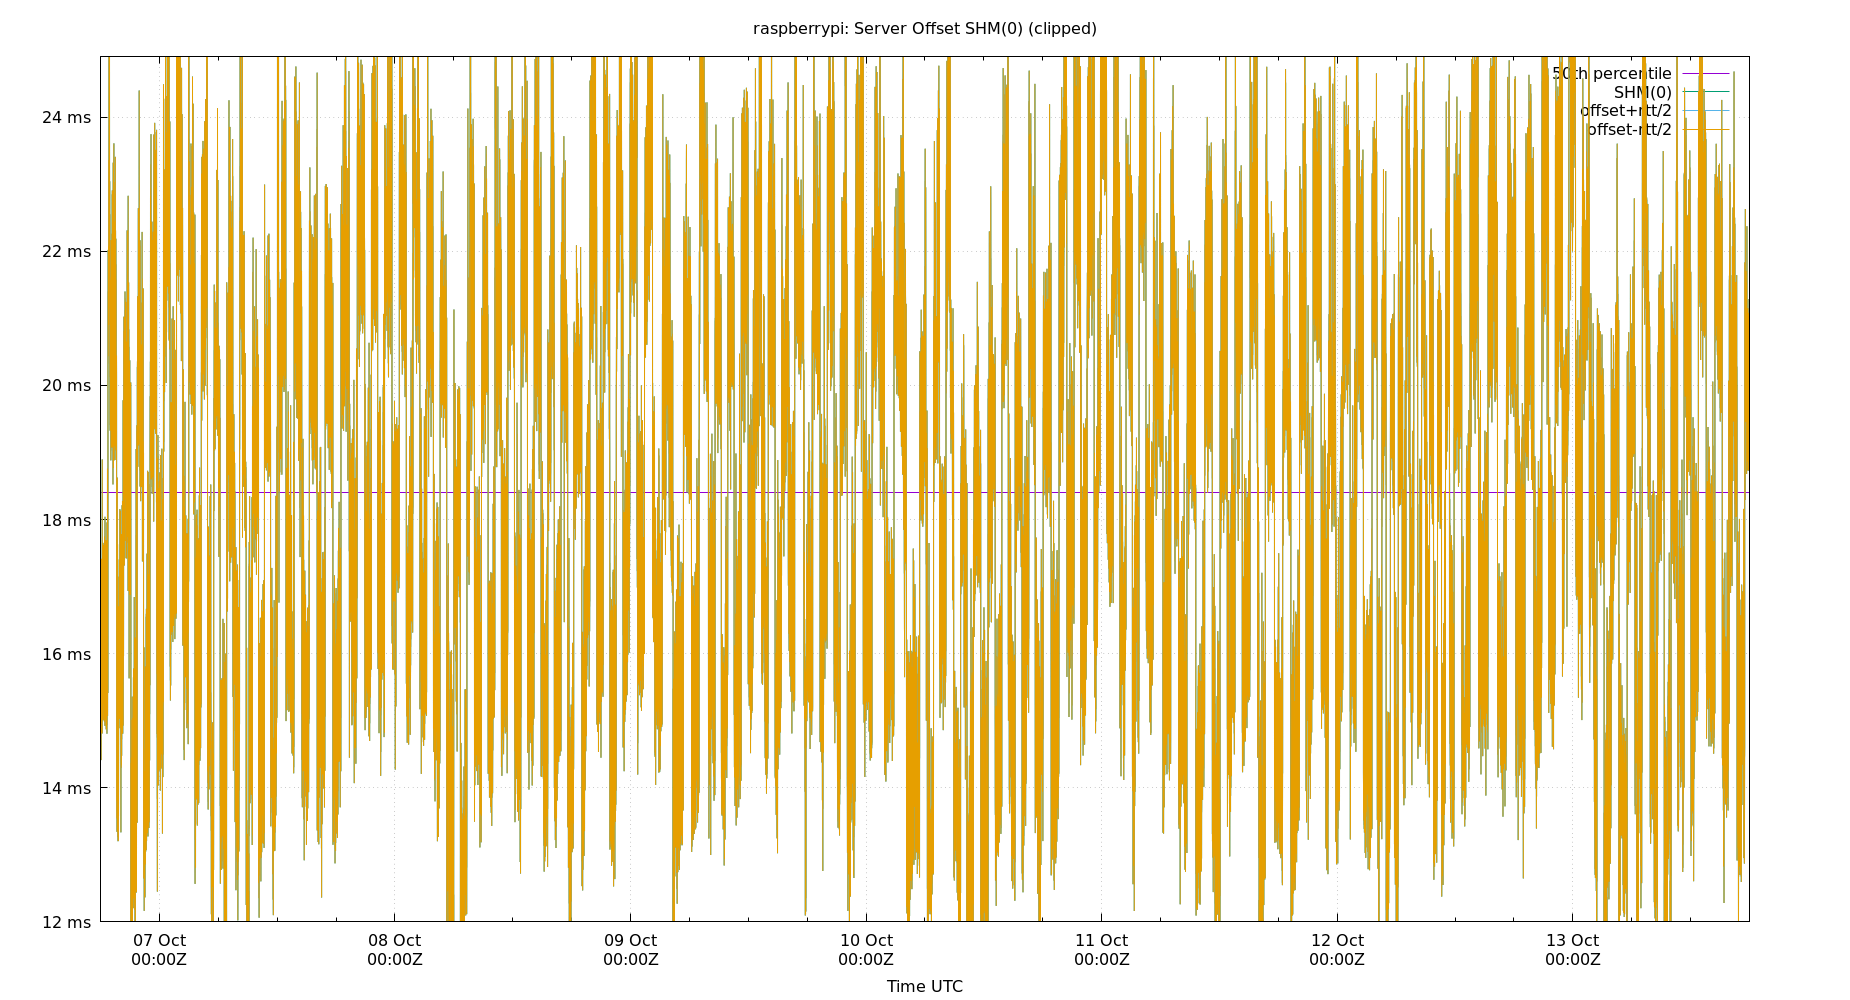 raspberrypi: Server Offset SHM(0) (clipped)
50th percentile
SHM(0)
offset+rtt/2
offset-rtt/2
24 ms
22 ms
20 ms
18 ms
16 ms
14 ms
12 ms
07 Oct 08 Oct 09 Oct 10 Oct 11 Oct 12 Oct 13 Oct
00:00Z 00:00Z 00:00Z 00:00Z 00:00Z 00:00Z 00:00Z
Time UTC